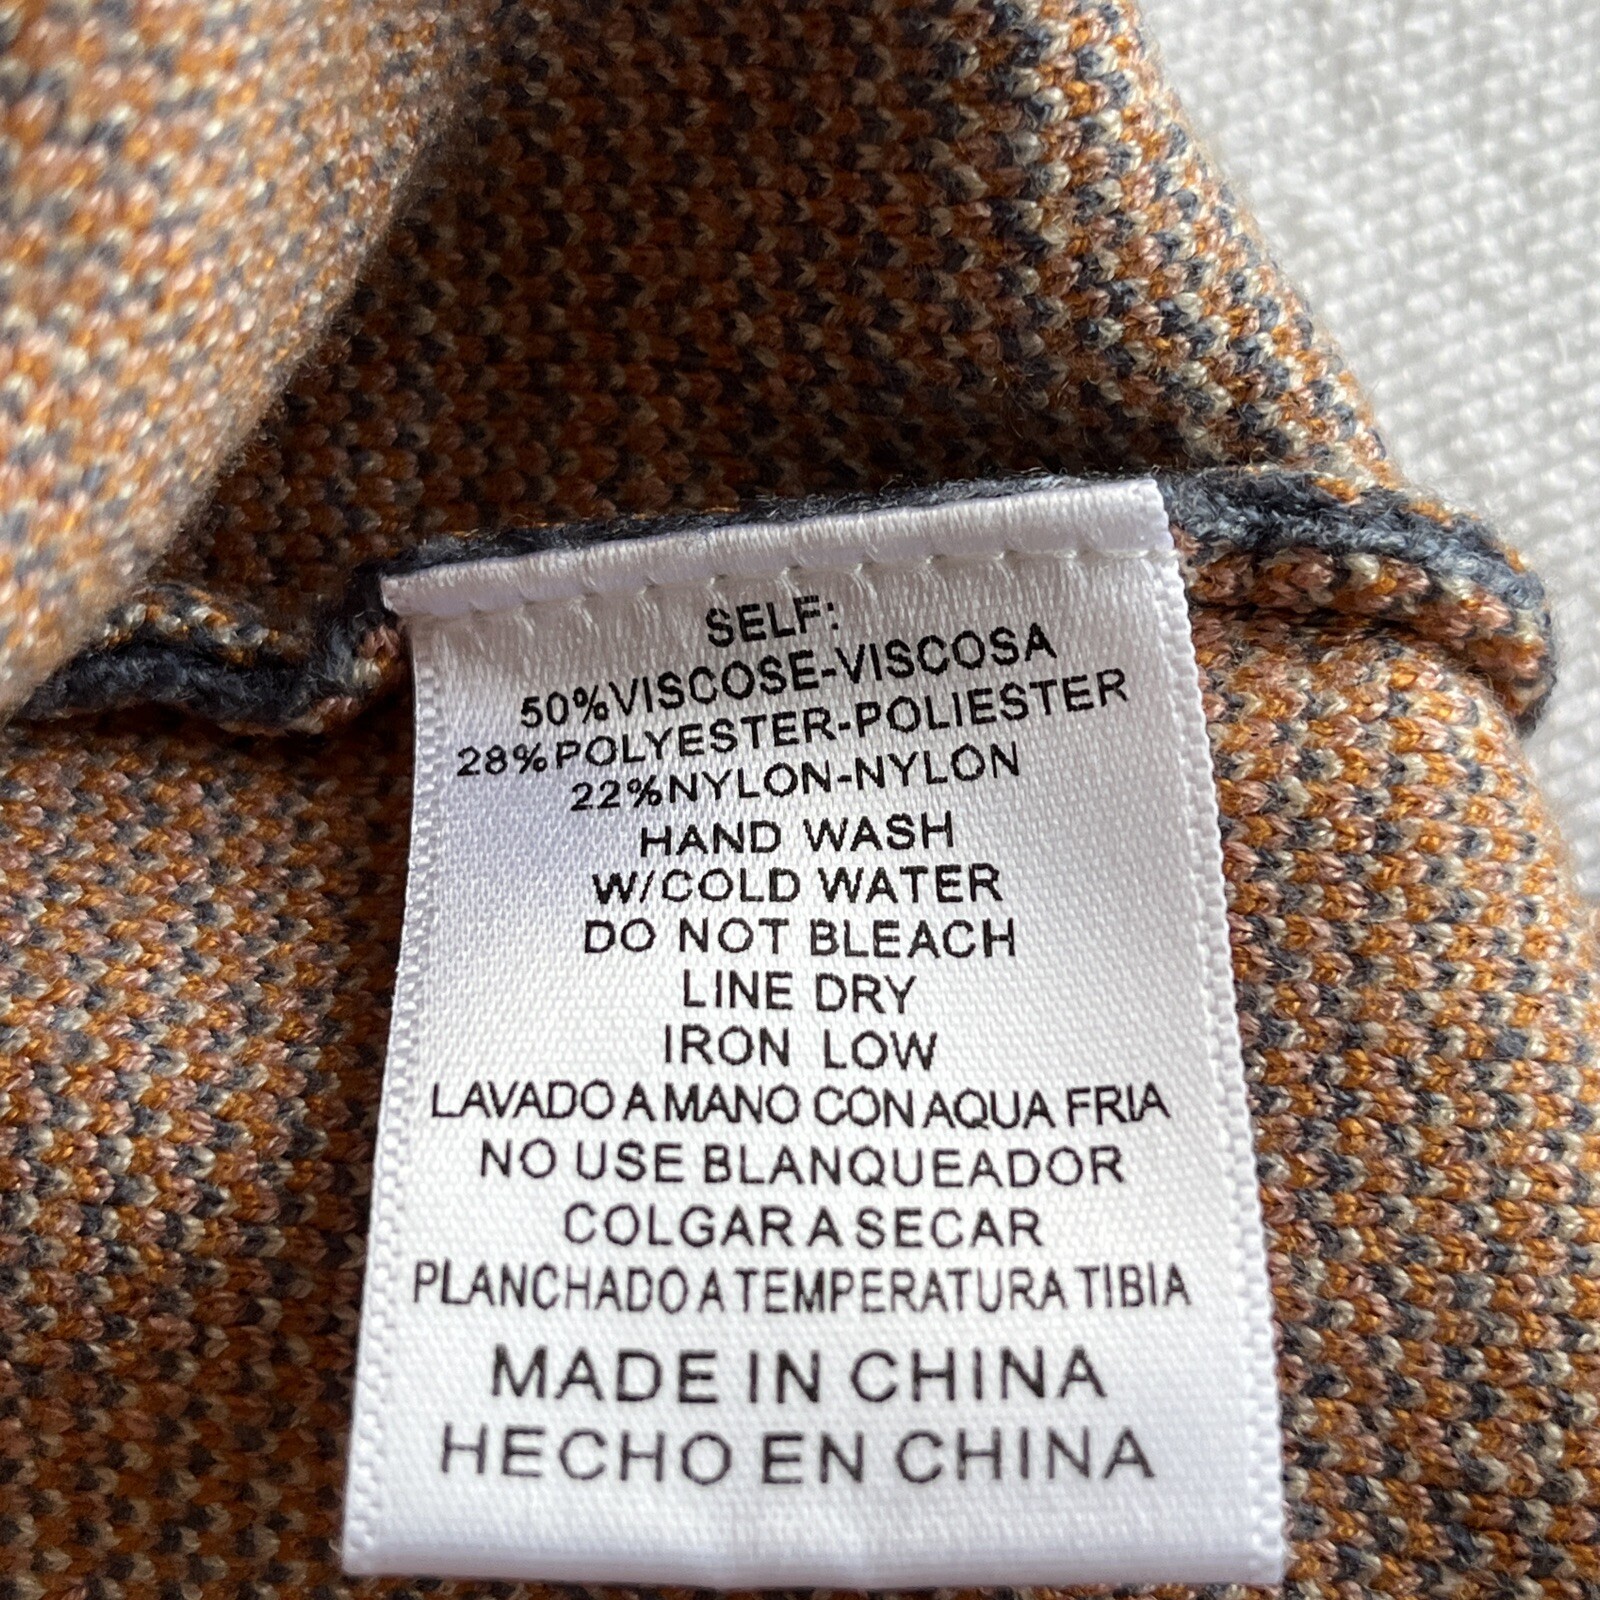 SELF:
50%VISCOSE-VISCOSA
28%POLYESTER-POLIESTER
22%NYLON-NYLON
HAND WASH
W/COLD WATER
DO NOT BLEACH
LINE DRY
IRON LOW
LAVADO A MANO CON AQUA FRIA
NO USE BLANQUEADOR
COLGAR A SECAR
PLANCHADO A TEMPERATURA TIBIA
MADE IN CHINA
HECHO EN CHINA